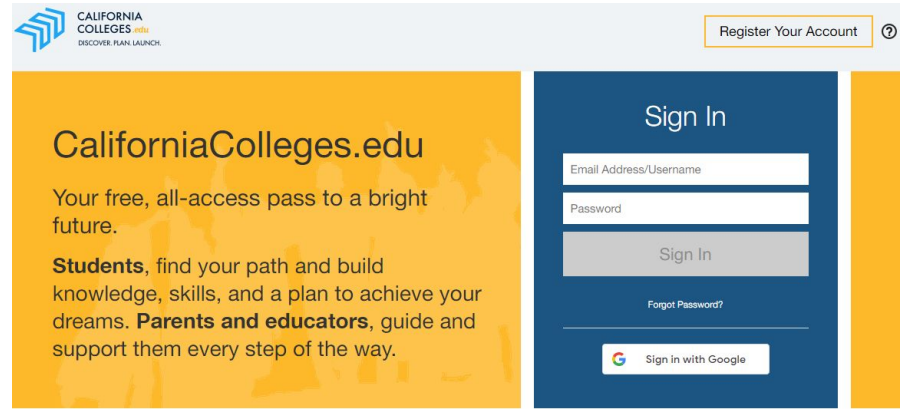 CALIFORNIA
COLLEGES.edu
DISCOVER. PLAN. LAUNCH.
Register Your Account
?
CaliforniaColleges.edu
Your free, all-access pass to a bright
future.
Students, find your path and build
knowledge, skills, and a plan to achieve your
dreams. Parents and educators, guide and
support them every step of the way.
Sign In
Email Address/Username
Password
Sign In
Forgot Password?
G Sign in with Google